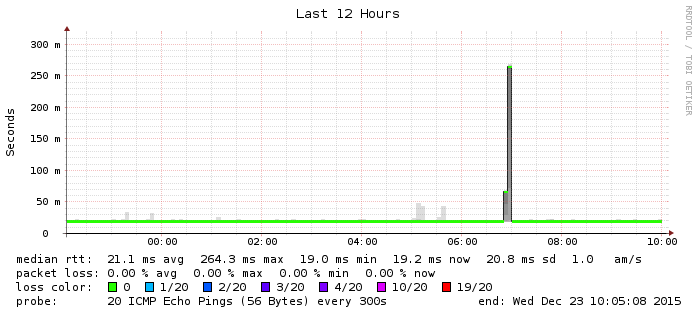 Last 12 Hours
RRDTOOL / TOBI OETIKER
Seconds
300 m
250 m
200 m
150 m
100 m
50 m
0
00:00 02:00 04:00 06:00 08:00 10:00
median rtt: 21.1 ms avg 264.3 ms max 19.0 ms min 19.2 ms now 20.8 ms sd 1.0 am/s
packet loss: 0.00 % avg 0.00 % max 0.00 % min 0.00 % now
loss color: 0 1/20 2/20 3/20 4/20 10/20 19/20
probe: 20 ICMP Echo Pings (56 Bytes) every 300s end: Wed Dec 23 10:05:08 2015